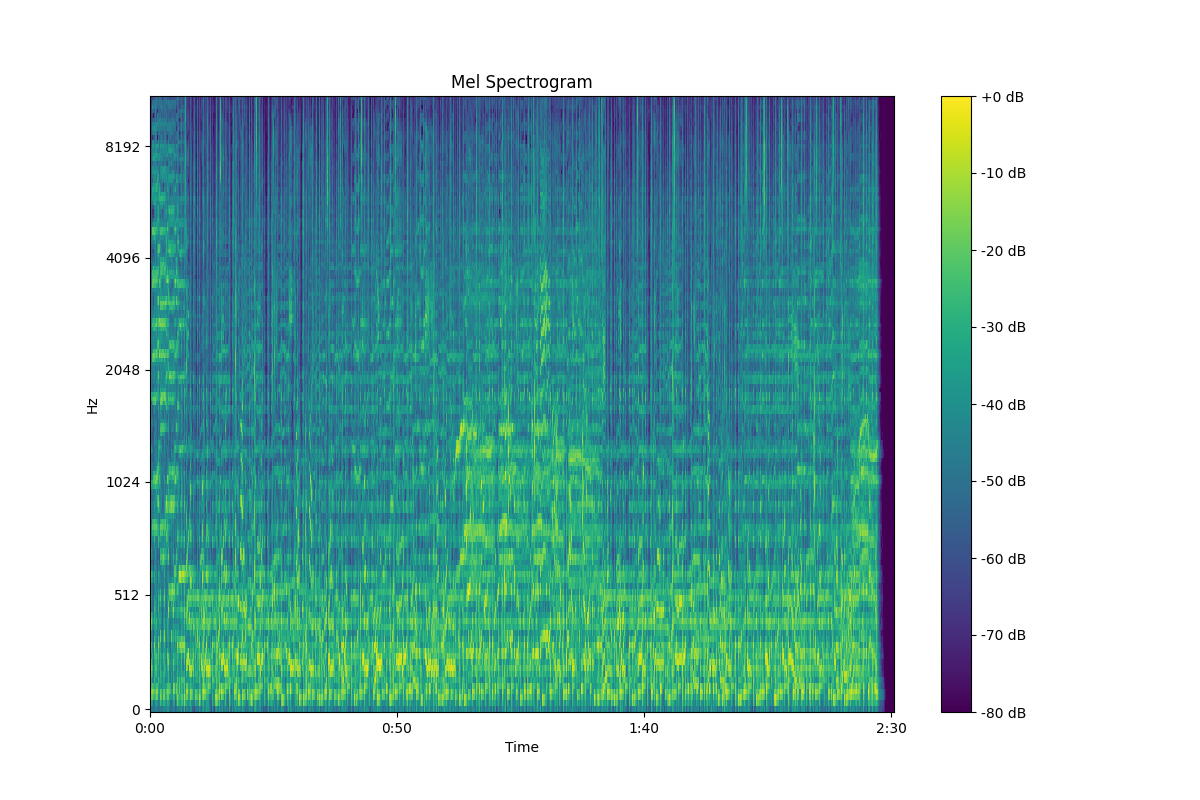 Mel Spectrogram
+0 dB
8192
-10 dB
-20 dB
4096
-30 dB
2048
-40 dB
Hz
1024
-50 dB
-60 dB
512
-70 dB
0
-80 dB
0:00
0:50
1:40
2:30
Time